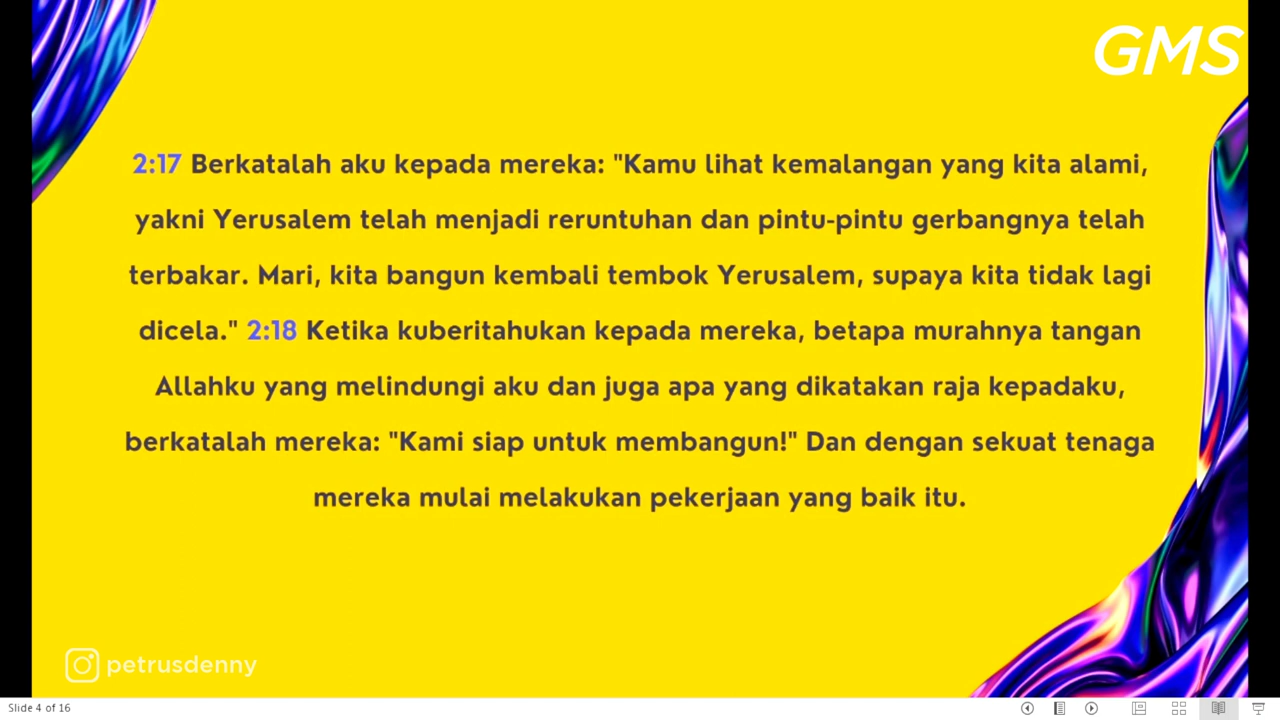 GMS
2:17 Berkatalah aku kepada mereka: "Kamu lihat kemalangan yang kita alami,
yakni Yerusalem telah menjadi reruntuhan dan pintu-pintu gerbangnya telah
terbakar. Mari, kita bangun kembali tembok Yerusalem, supaya kita tidak lagi
dicela." 2:18 Ketika kuberitahukan kepada mereka, betapa murahnya tangan
Allahku yang melindungi aku dan juga apa yang dikatakan raja kepadaku,
berkatalah mereka: "Kami siap untuk membangun!" Dan dengan sekuat tenaga
mereka mulai melakukan pekerjaan yang baik itu.
petrusdenny
Slide 4 of 16